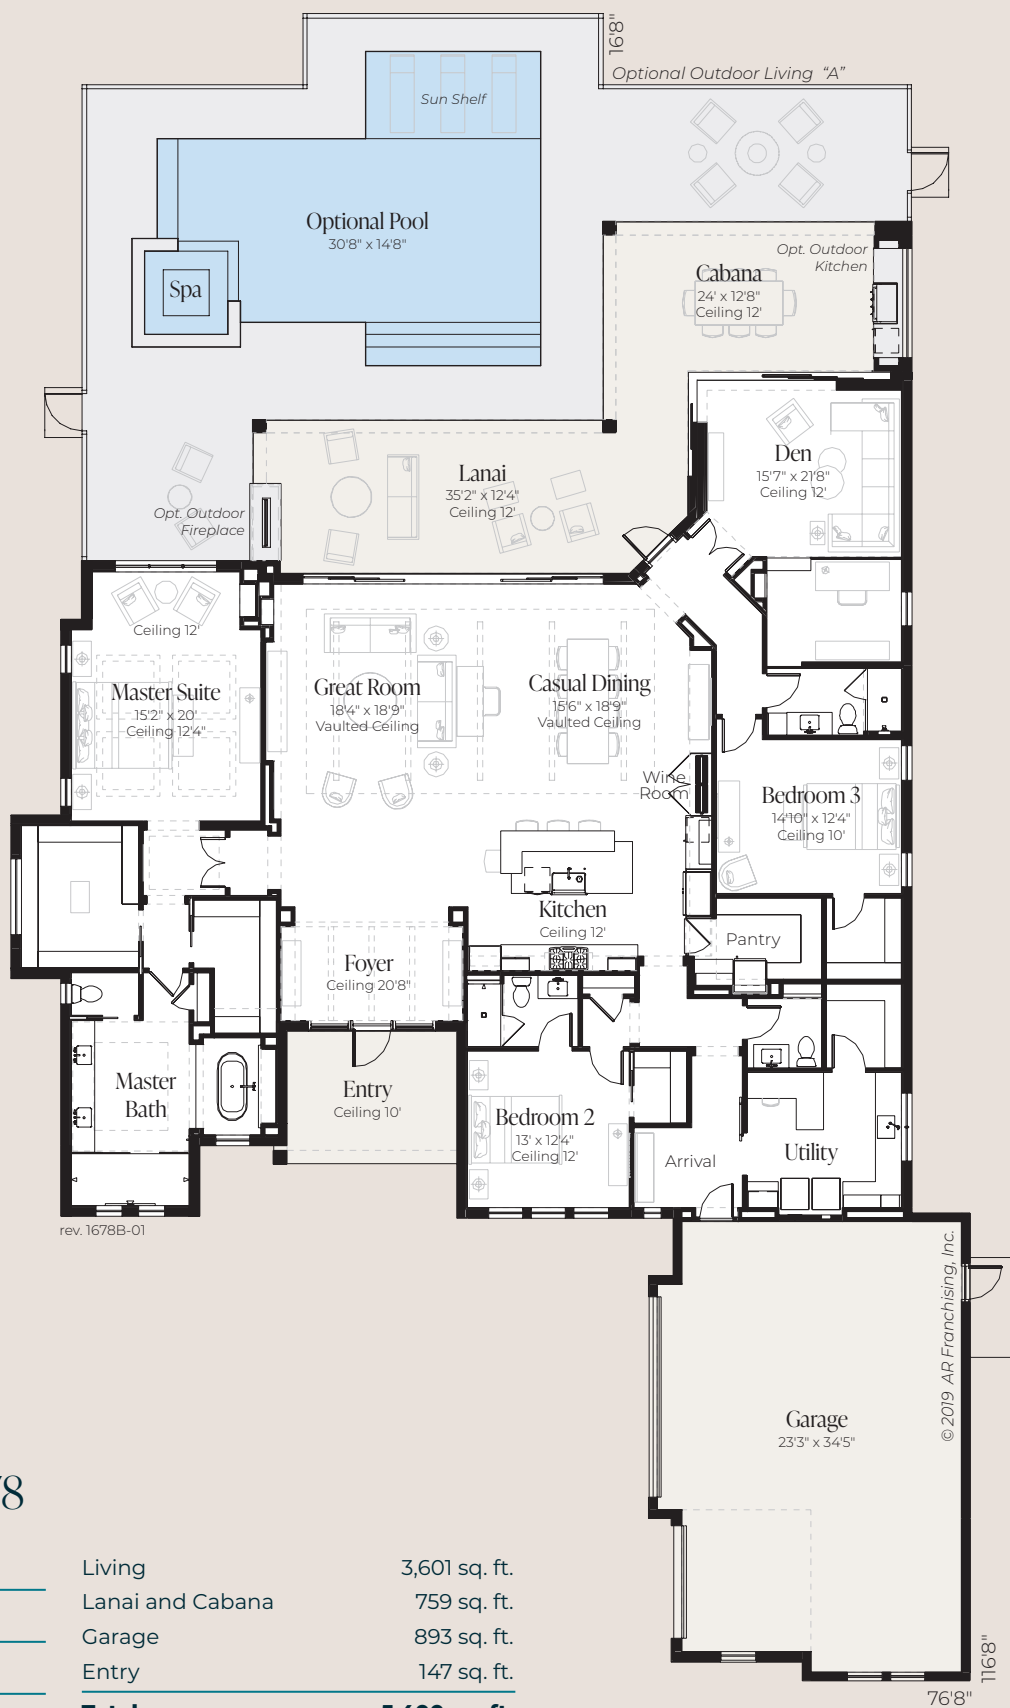 16'8"
Optional Outdoor Living "A"
Sun Shelf
Optional Pool
30'8" x 14'8"
Spa
Opt. Outdoor
Kitchen
Cabana
24' x 12'8"
Ceiling 12'
Den
15'7" x 21'8"
Ceiling 12'
Lanai
35'2" x 12'4"
Ceiling 12'
Opt. Outdoor
Fireplace
Ceiling 12'
Master Suite
15'2" x 20'
Ceiling 12'4"
Great Room
18'4" x 18'9"
Vaulted Ceiling
Casual Dining
15'6" x 18'9"
Vaulted Ceiling
Wine
Room
Bedroom 3
14'10" x 12'4"
Ceiling 10'
Kitchen
Ceiling 12'
Pantry
Foyer
Ceiling 20'8"
Master
Bath
Entry
Ceiling 10'
Bedroom 2
13' x 12'4"
Ceiling 12'
Arrival
Utility
rev. 1678B-01
© 2019 AR Franchising, Inc.
Garage
23'3" x 34'5"
78
Living 3,601 sq. ft.
Lanai and Cabana 759 sq. ft.
Garage 893 sq. ft.
Entry 147 sq. ft.
116'8"
76'8"